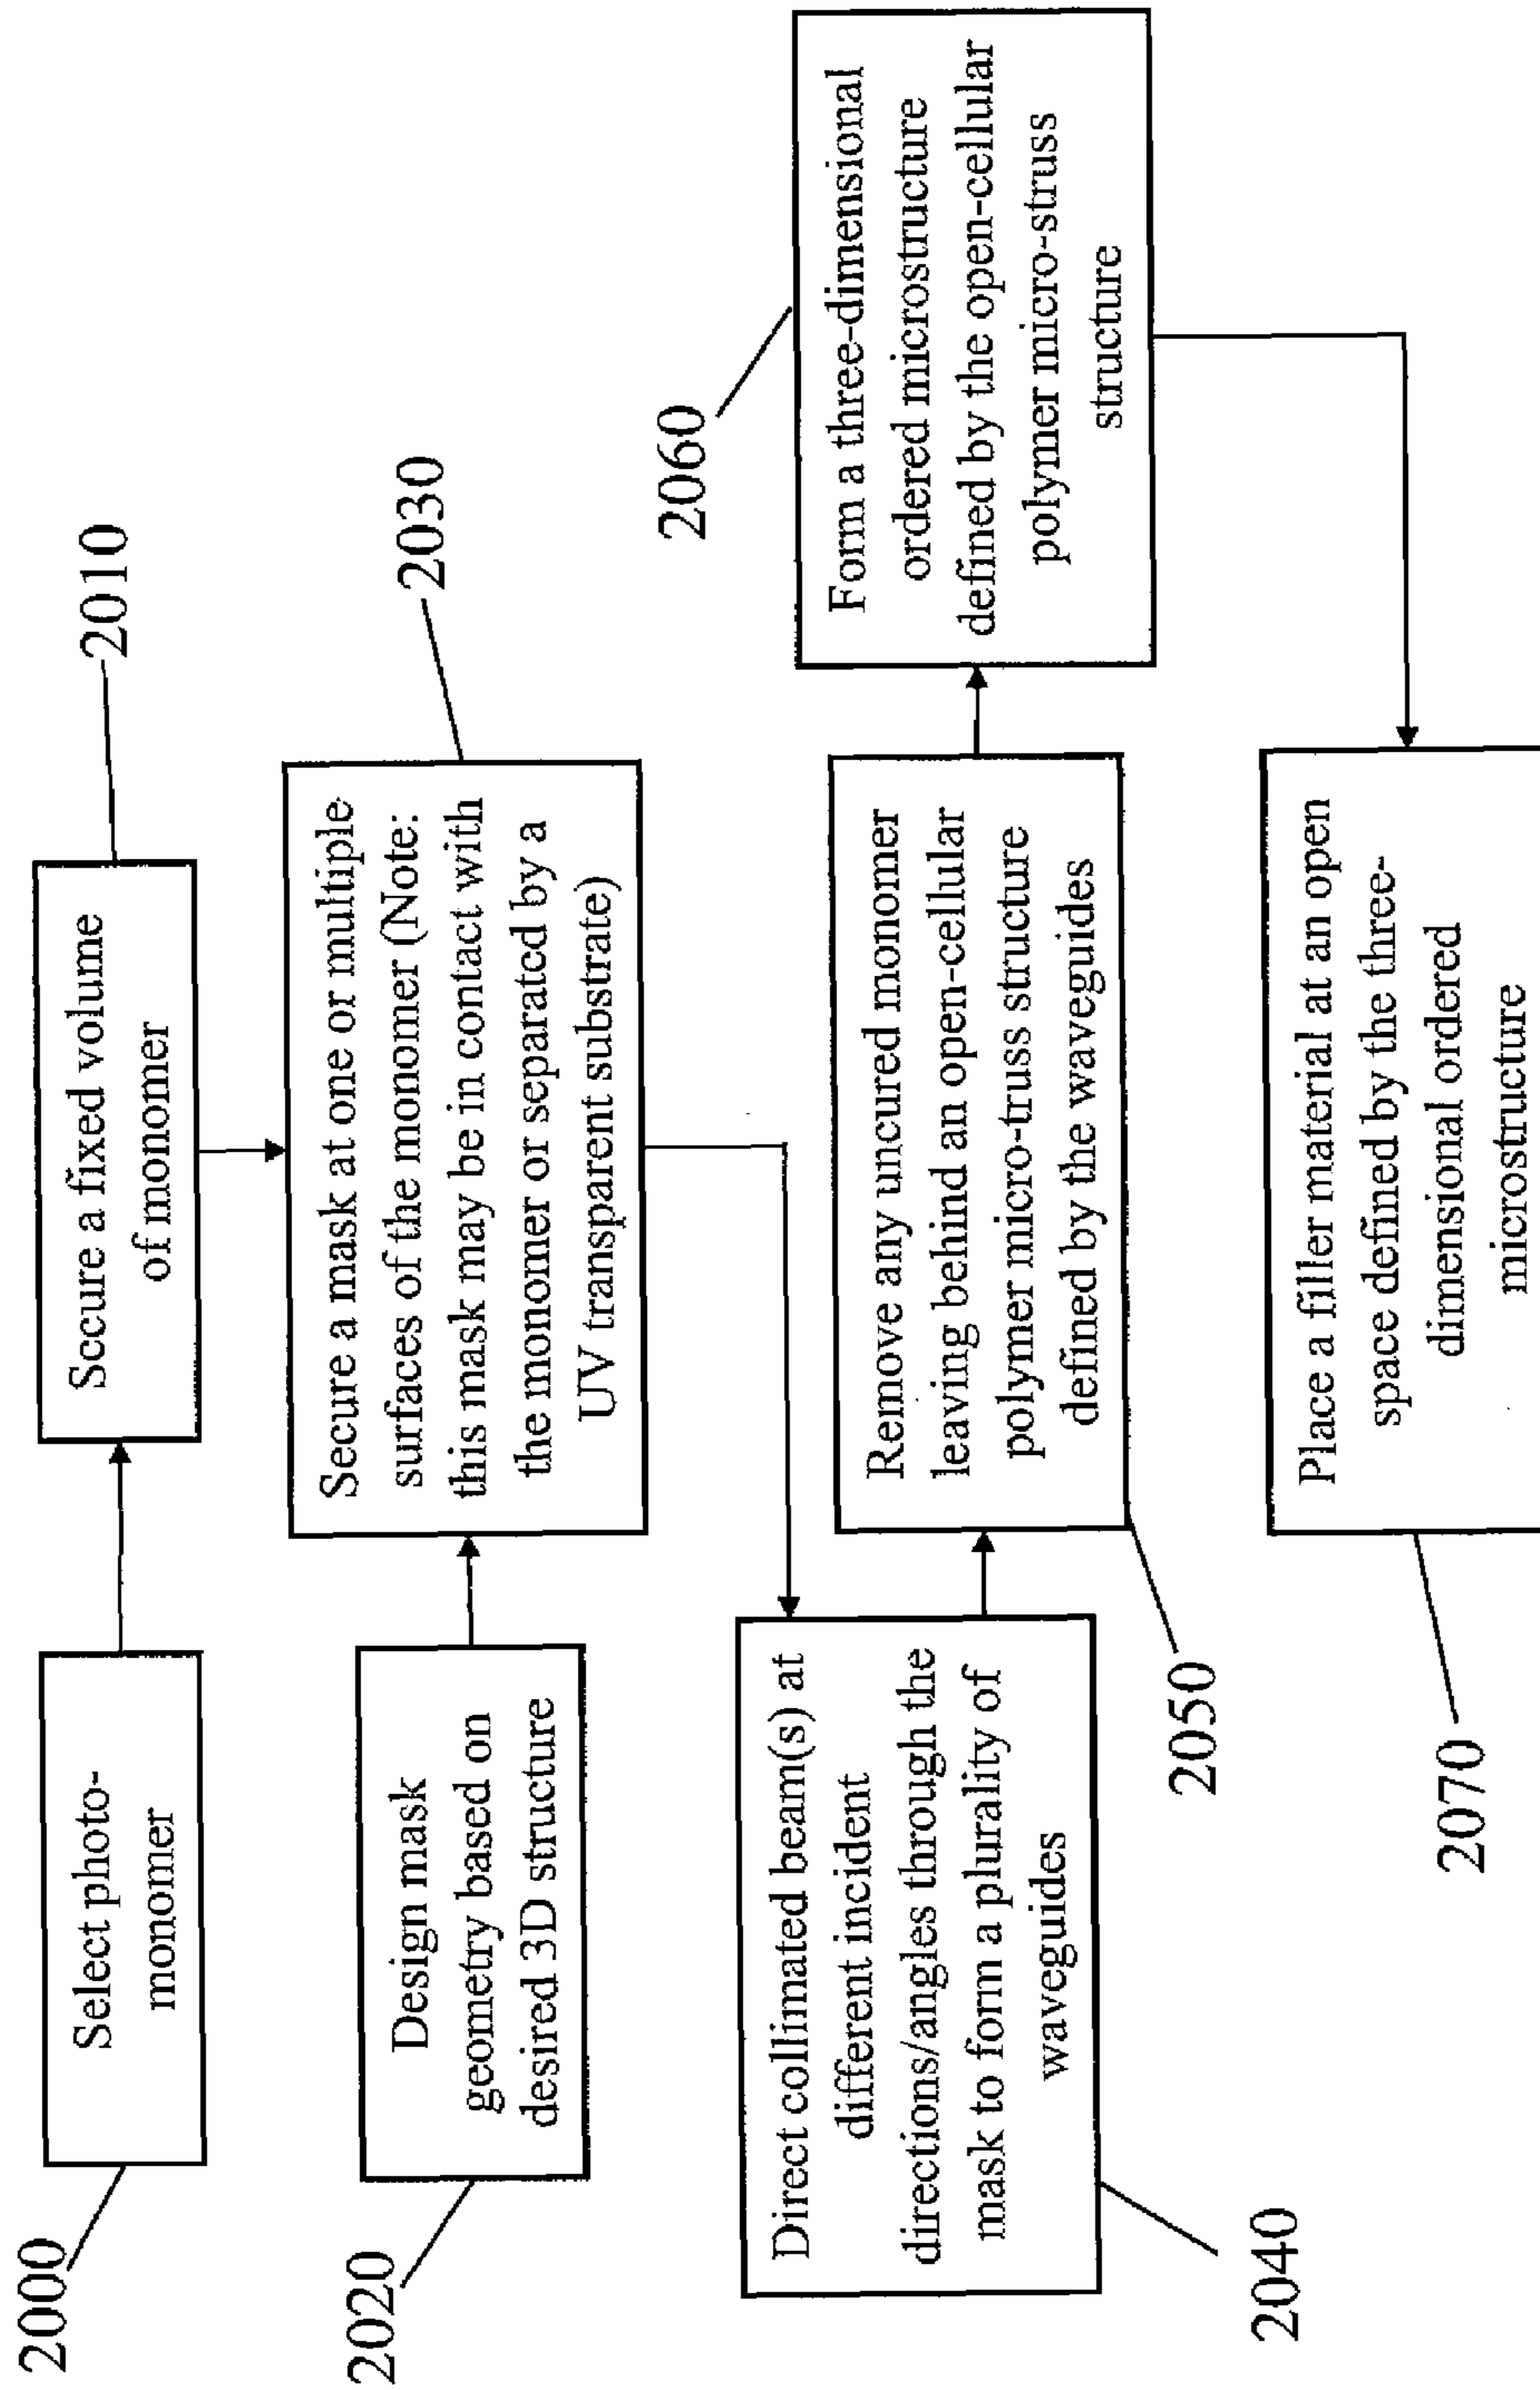 2000
Select photo-
monomer
Secure a fixed volume
of monomer
2010
2020
Design mask
geometry based on
desired 3D structure
Secure a mask at one or multiple
surfaces of the monomer (Note:
this mask may be in contact with
the monomer or separated by a
UV transparent substrate)
2030
Direct collimated beam(s) at
different incident
directions/angles through the
mask to form a plurality of
waveguides
2040
Remove any uncured monomer
leaving behind an open-cellular
polymer micro-truss structure
defined by the waveguides
2050
2060
Form a three-dimensional
ordered microstructure
defined by the open-cellular
polymer micro-struss
structure
Place a filler material at an open
space defined by the three-
dimensional ordered
microstructure
2070